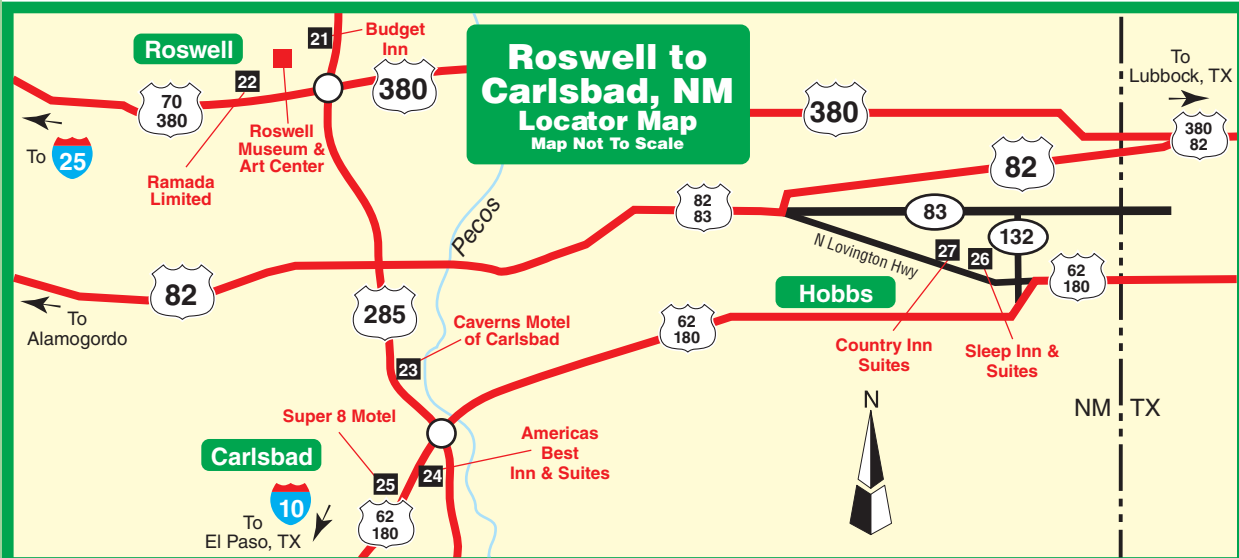 Roswell to
Carlsbad, NM
Locator Map
Map Not To Scale
Roswell
21
Budget
Inn
22
380
70
380
To
25
Ramada
Limited
Roswell
Museum &
Art Center
380
To
Lubbock, TX
380
82
82
82
83
83
132
N Lovington Hwy
27
26
Pecos
82
To
Alamogordo
285
Hobbs
62
180
62
180
Caverns Motel
of Carlsbad
23
Country Inn
Suites
Sleep Inn &
Suites
N
NM
TX
Super 8 Motel
Americas
Best
Inn & Suites
Carlsbad
25
24
10
To
El Paso, TX
62
180